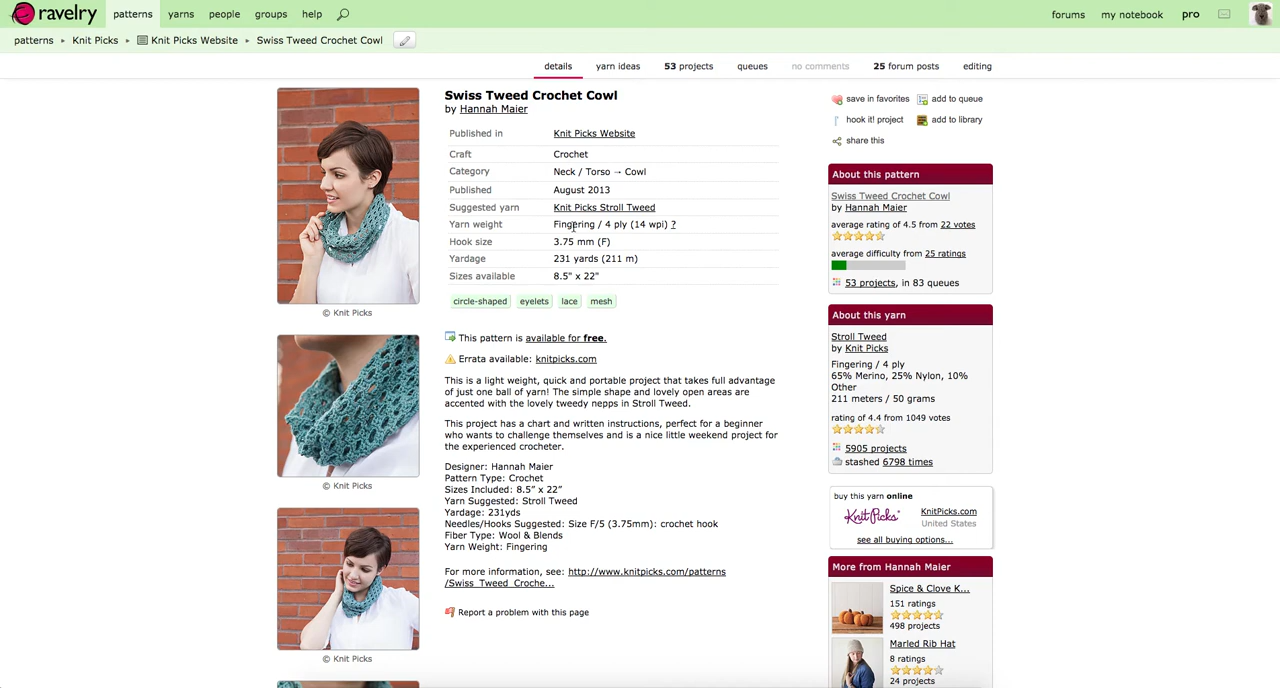 ravelry
patterns
yarns
people
groups
help
forums
my notebook
pro
patterns ▸ Knit Picks ▸ Knit Picks Website ▸ Swiss Tweed Crochet Cowl
details
yarn ideas
53 projects
queues
no comments
25 forum posts
editing
© Knit Picks
© Knit Picks
© Knit Picks
Swiss Tweed Crochet Cowl
by Hannah Maier
Published in Knit Picks Website
Craft Crochet
Category Neck / Torso → Cowl
Published August 2013
Suggested yarn Knit Picks Stroll Tweed
Yarn weight Fingering / 4 ply (14 wpi) ?
Hook size 3.75 mm (F)
Yardage 231 yards (211 m)
Sizes available 8.5" x 22"
circle-shaped eyelets lace mesh
This pattern is available for free.
Errata available: knitpicks.com
This is a light weight, quick and portable project that takes full advantage
of just one ball of yarn! The simple shape and lovely open areas are
accented with the lovely tweedy nepps in Stroll Tweed.
This project has a chart and written instructions, perfect for a beginner
who wants to challenge themselves and is a nice little weekend project for
the experienced crocheter.
Designer: Hannah Maier
Pattern Type: Crochet
Sizes Included: 8.5” x 22”
Yarn Suggested: Stroll Tweed
Yardage: 231yds
Needles/Hooks Suggested: Size F/5 (3.75mm): crochet hook
Fiber Type: Wool & Blends
Yarn Weight: Fingering
For more information, see: http://www.knitpicks.com/patterns
/Swiss_Tweed_Croche...
Report a problem with this page
save in favorites
add to queue
hook it! project
add to library
share this
About this pattern
Swiss Tweed Crochet Cowl
by Hannah Maier
average rating of 4.5 from 22 votes
average difficulty from 25 ratings
53 projects, in 83 queues
About this yarn
Stroll Tweed
by Knit Picks
Fingering / 4 ply
65% Merino, 25% Nylon, 10%
Other
211 meters / 50 grams
rating of 4.4 from 1049 votes
5905 projects
stashed 6798 times
buy this yarn online
KnitPicks
KnitPicks.com
United States
see all buying options...
More from Hannah Maier
Spice & Clove K...
151 ratings
498 projects
Marled Rib Hat
8 ratings
24 projects